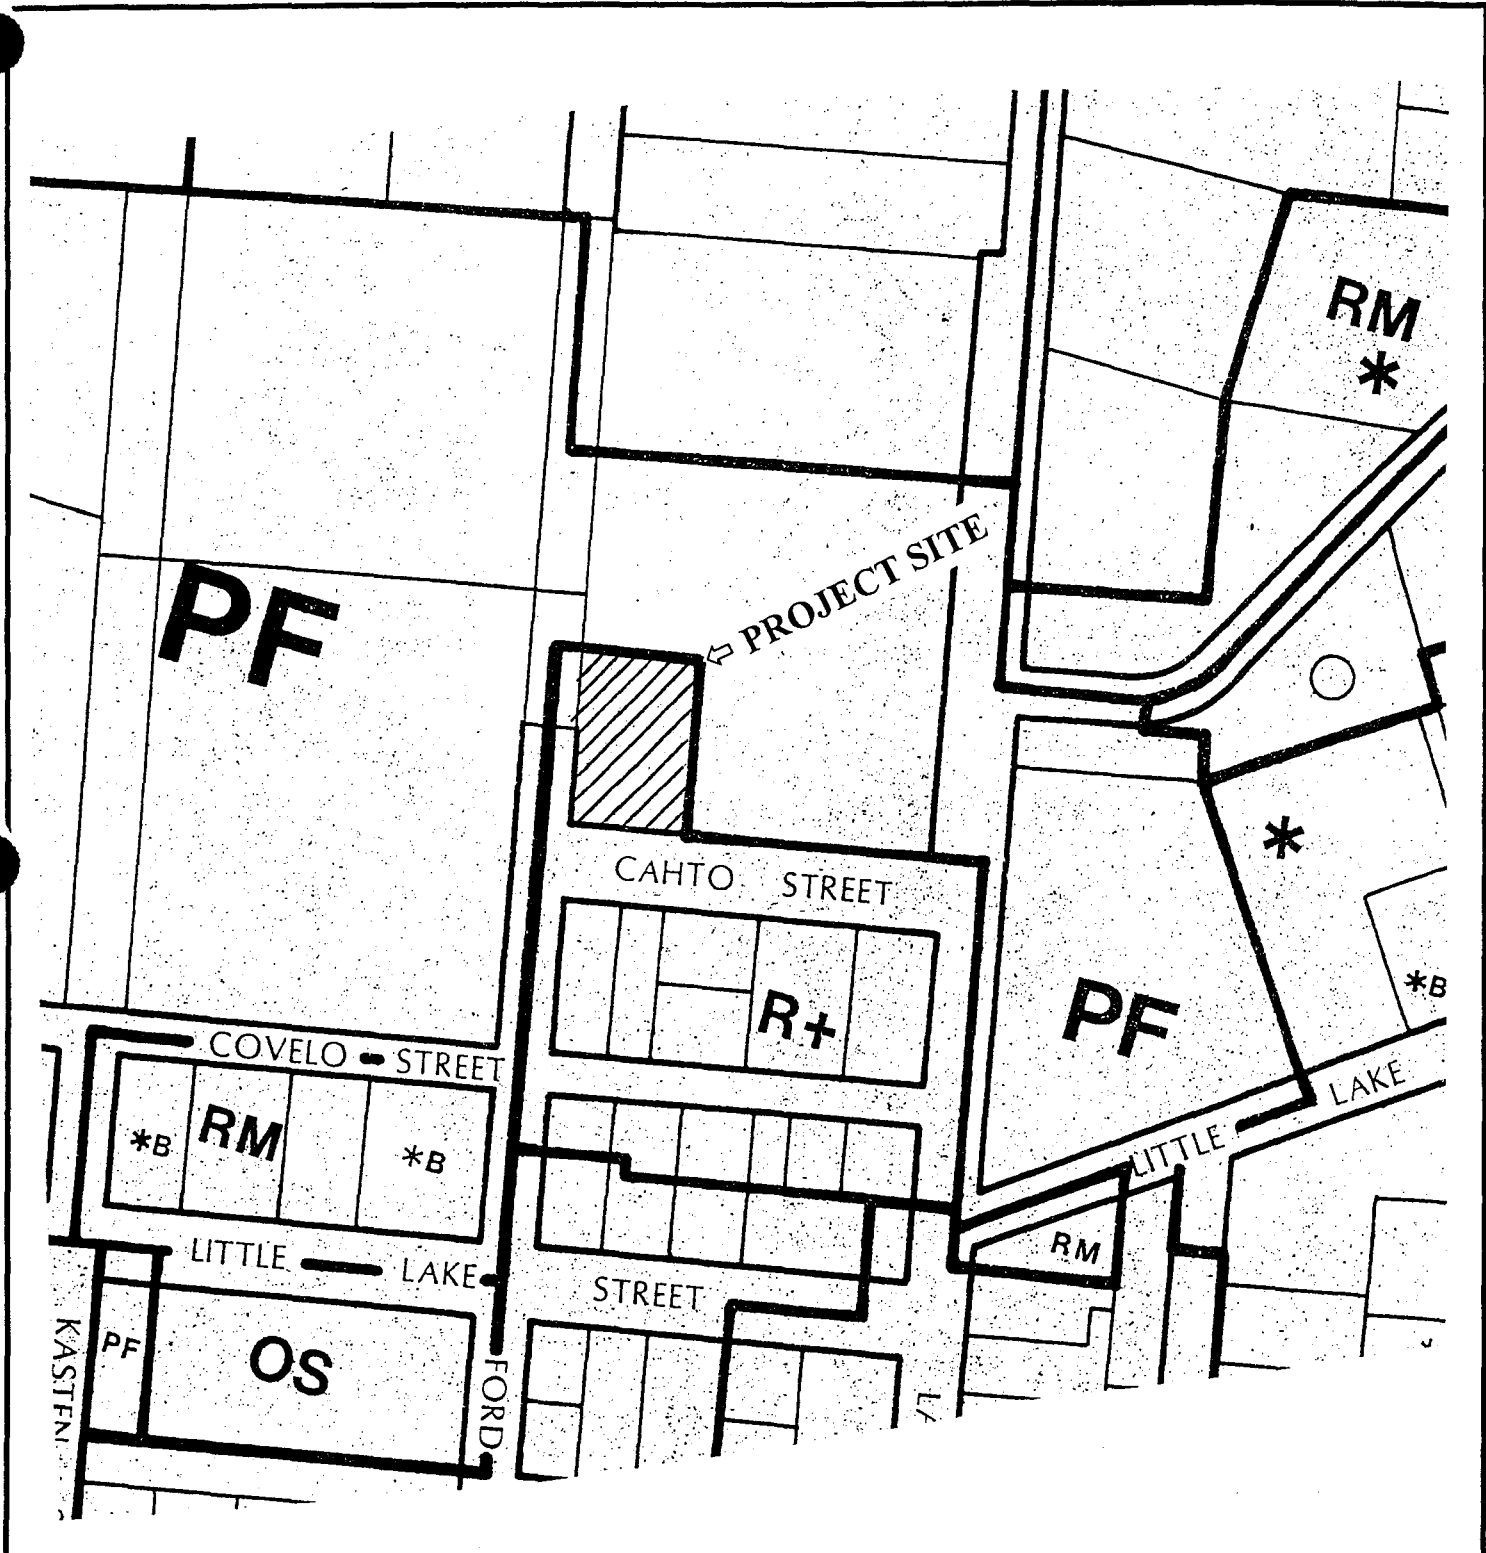 RM
*
PROJECT SITE
PF
*
CAHTO STREET
*B
R+
PF
COVELO STREET
LAKE
*B
RM
*B
LITTLE
LITTLE LAKE
RM
STREET
KASTEN
PF
OS
FORD